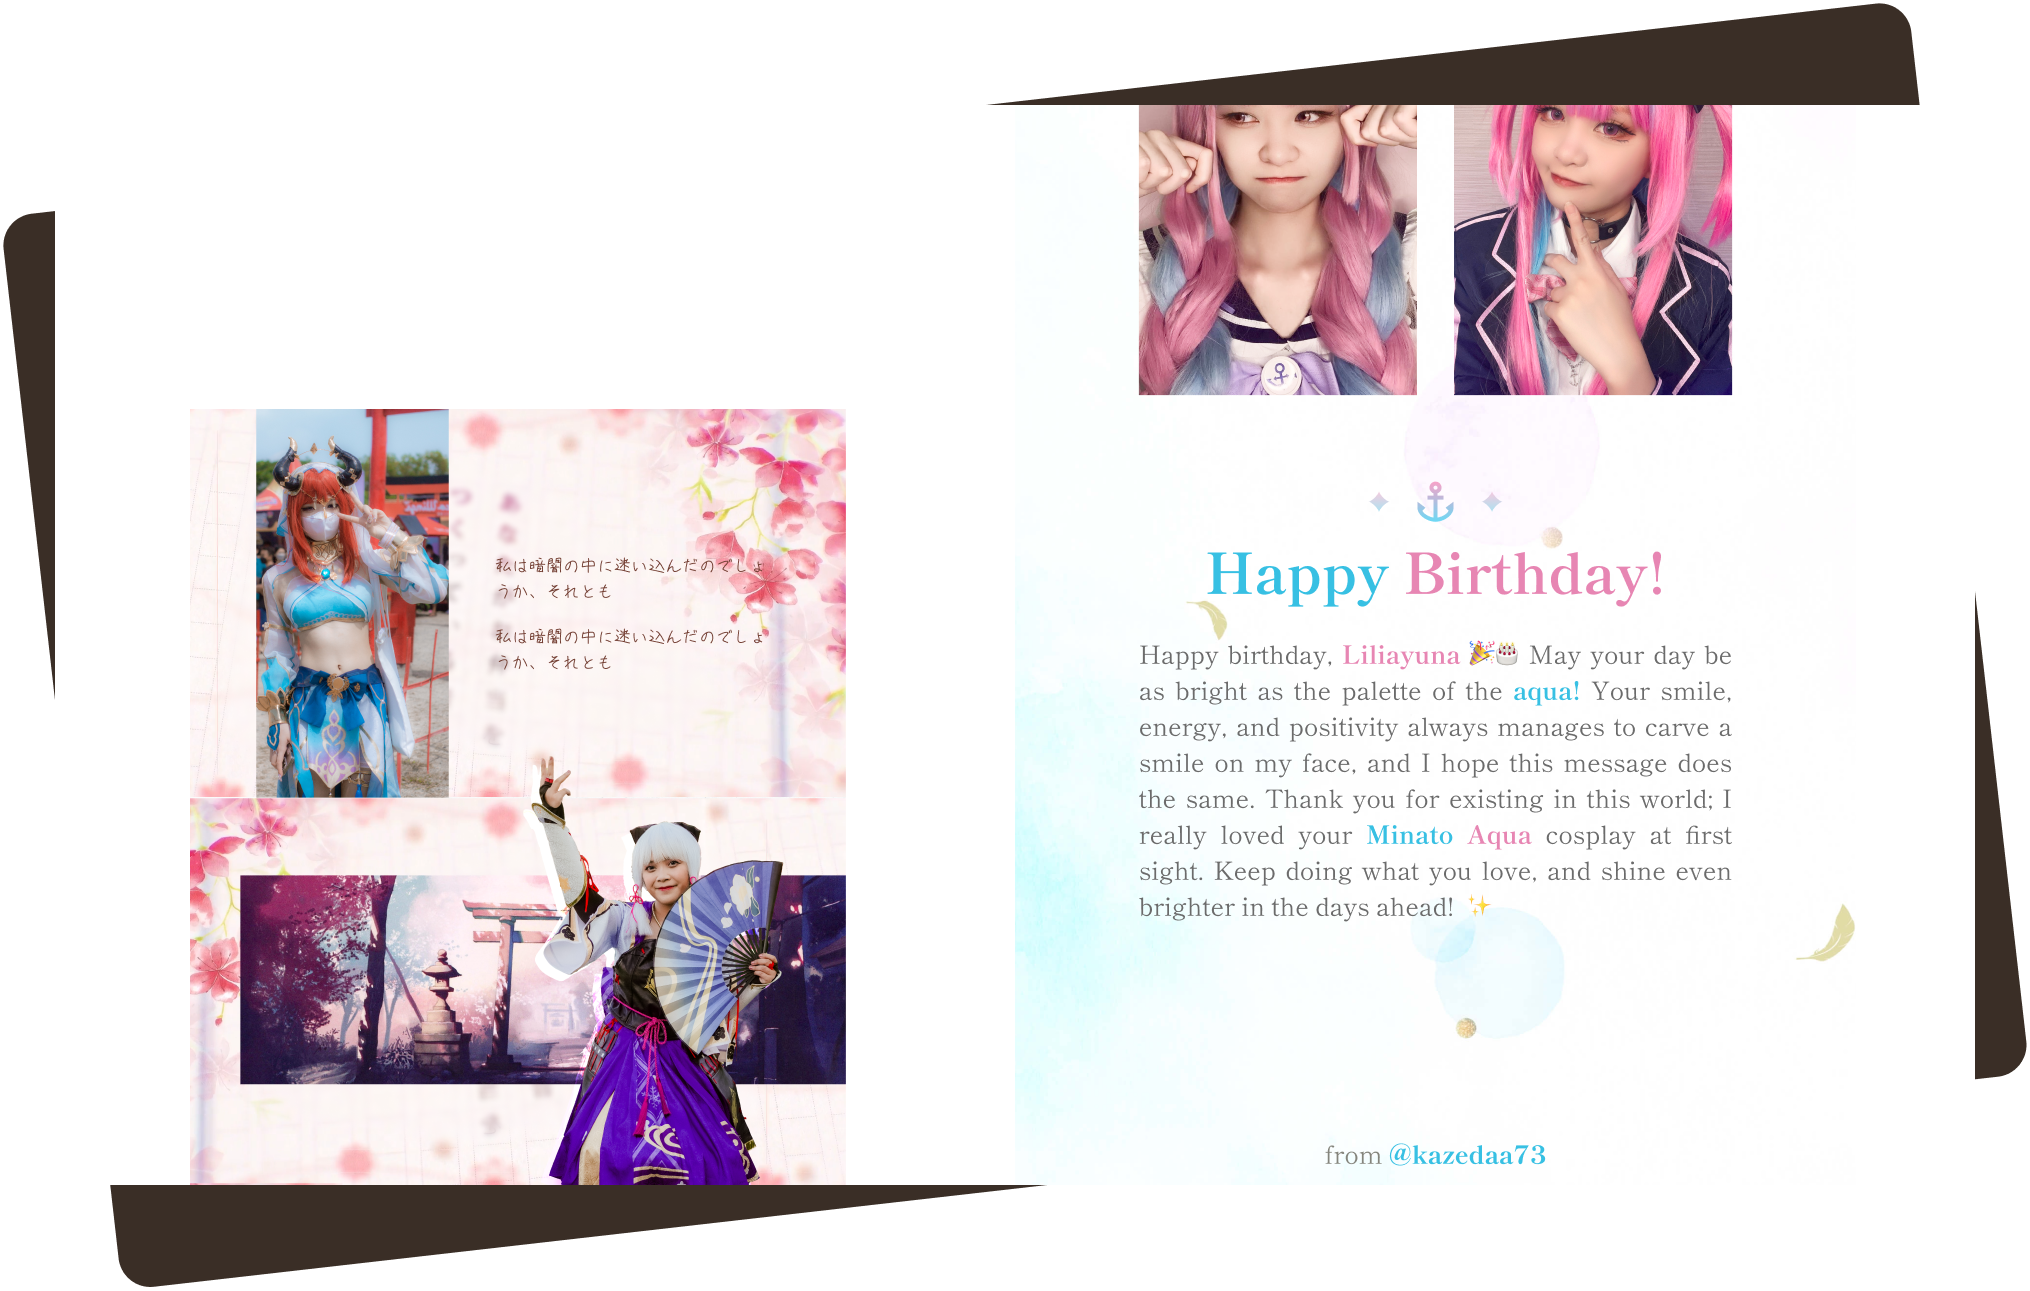 私は暗闇の中に迷い込んだのでしょ
うか、それとも
私は暗闇の中に迷い込んだのでしょ
うか、それとも
Happy Birthday!
Happy birthday, Liliayuna 🎉🎂 May your day be
as bright as the palette of the aqua! Your smile,
energy, and positivity always manages to carve a
smile on my face, and I hope this message does
the same. Thank you for existing in this world; I
really loved your Minato Aqua cosplay at first
sight. Keep doing what you love, and shine even
brighter in the days ahead! ✨
from @kazedaa73